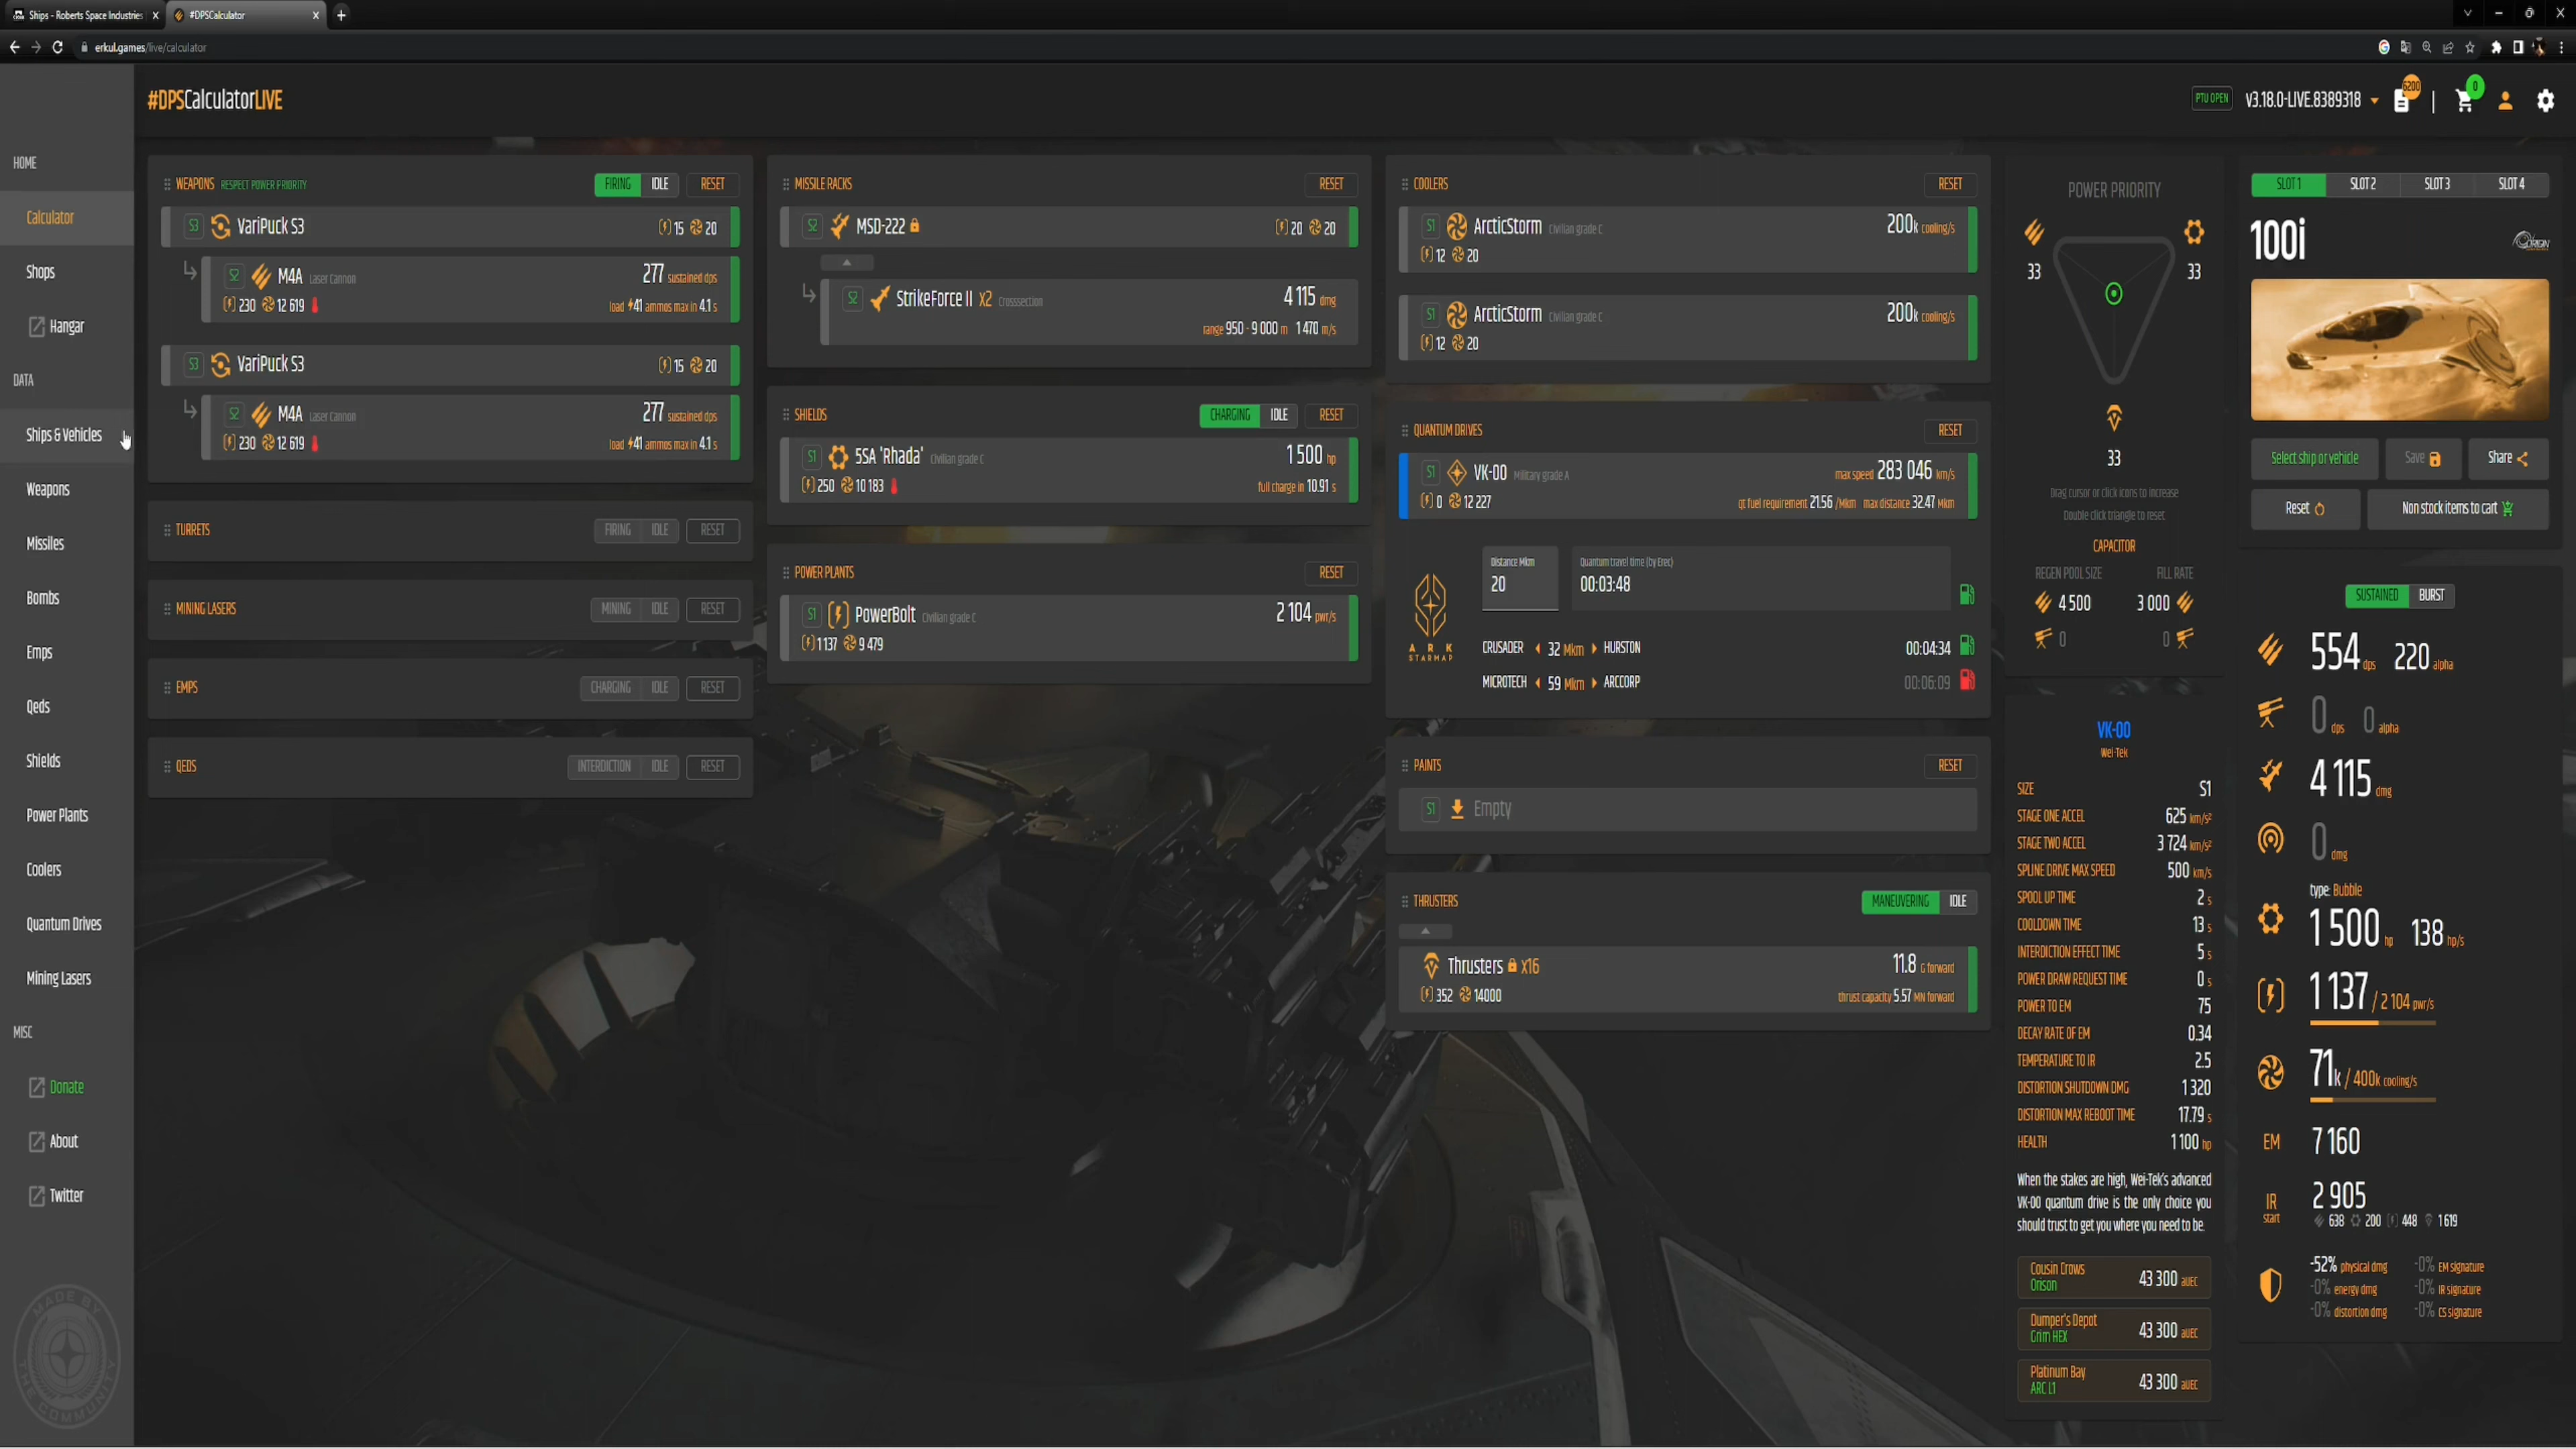 Ships - Roberts Space Industries
#DPSCalculator
erkul.games/live/calculator
#DPSCalculatorLIVE
PTU OPEN
v3.18.0-LIVE.8389318
6200
0
HOME
Calculator
Shops
Hangar
DATA
Ships & Vehicles
Weapons
Missiles
Bombs
Emps
Qeds
Shields
Power Plants
Coolers
Quantum Drives
Mining Lasers
MISC
Donate
About
Twitter
MADE BY THE COMMUNITY
WEAPONS RESPECT POWER PRIORITY FIRING IDLE RESET
S3 VariPuck S3 15 20
S2 M4A Laser Cannon 277 sustained dps
230 12 619 load 41 ammos max in 4.1 s
S3 VariPuck S3 15 20
S2 M4A Laser Cannon 277 sustained dps
230 12 619 load 41 ammos max in 4.1 s
TURRETS FIRING IDLE RESET
MINING LASERS MINING IDLE RESET
EMPS CHARGING IDLE RESET
QEDS INTERDICTION IDLE RESET
MISSILE RACKS RESET
S2 MSD-222 20 20
S2 StrikeForce II X2 Crosssection 4 115 dmg
range 950 - 9 000 m 1 470 m/s
SHIELDS CHARGING IDLE RESET
S1 5SA 'Rhada' Civilian grade C 1 500 hp
250 10 183 full charge in 10.91 s
POWER PLANTS RESET
S1 PowerBolt Civilian grade C 2 104 pwr/s
1 137 9 479
COOLERS RESET
S1 ArcticStorm Civilian grade C 200k cooling/s
12 20
S1 ArcticStorm Civilian grade C 200k cooling/s
12 20
QUANTUM DRIVES RESET
S1 VK-00 Military grade A max speed 283 046 km/s
0 12 227 qt fuel requirement 21.56 /Mkm max distance 32.47 Mkm
Distance Mkm
20
Quantum travel time (by Erec)
00:03:48
ARK
STARMAP
CRUSADER 32 Mkm HURSTON 00:04:34
MICROTECH 59 Mkm ARCCORP 00:06:09
PAINTS RESET
S1 Empty
THRUSTERS MANEUVERING IDLE
Thrusters x16 11.8 G forward
352 14000 thrust capacity 5.57 MN forward
POWER PRIORITY
33 33
33
Drag cursor or click icons to increase
Double click triangle to reset
CAPACITOR
REGEN POOL SIZE FILL RATE
4 500 3 000
0 0
VK-00
Wei-Tek
SIZE S1
STAGE ONE ACCEL 625 km/s²
STAGE TWO ACCEL 3 724 km/s²
SPLINE DRIVE MAX SPEED 500 km/s
SPOOL UP TIME 2 s
COOLDOWN TIME 13 s
INTERDICTION EFFECT TIME 5 s
POWER DRAW REQUEST TIME 0 s
POWER TO EM 75
DECAY RATE OF EM 0.34
TEMPERATURE TO IR 2.5
DISTORTION SHUTDOWN DMG 1 320
DISTORTION MAX REBOOT TIME 17.79 s
HEALTH 1 100 hp
When the stakes are high, Wei-Tek's advanced
VK-00 quantum drive is the only choice you
should trust to get you where you need to be.
Cousin Crows
Orison
43 300 aUEC
Dumper's Depot
Grim HEX
43 300 aUEC
Platinum Bay
ARC L1
43 300 aUEC
SLOT 1 SLOT 2 SLOT 3 SLOT 4
100i
ORIGIN
Select ship or vehicle Save Share
Reset Non stock items to cart
SUSTAINED BURST
554 dps 220 alpha
0 dps 0 alpha
4 115 dmg
0 dmg
type: Bubble
1 500 hp 138 hp/s
1 137 / 2 104 pwr/s
71k / 400k cooling/s
EM 7 160
IR start 2 905
638 200 448 1 619
-52% physical dmg -0% EM signature
-0% energy dmg -0% IR signature
-0% distortion dmg -0% CS signature